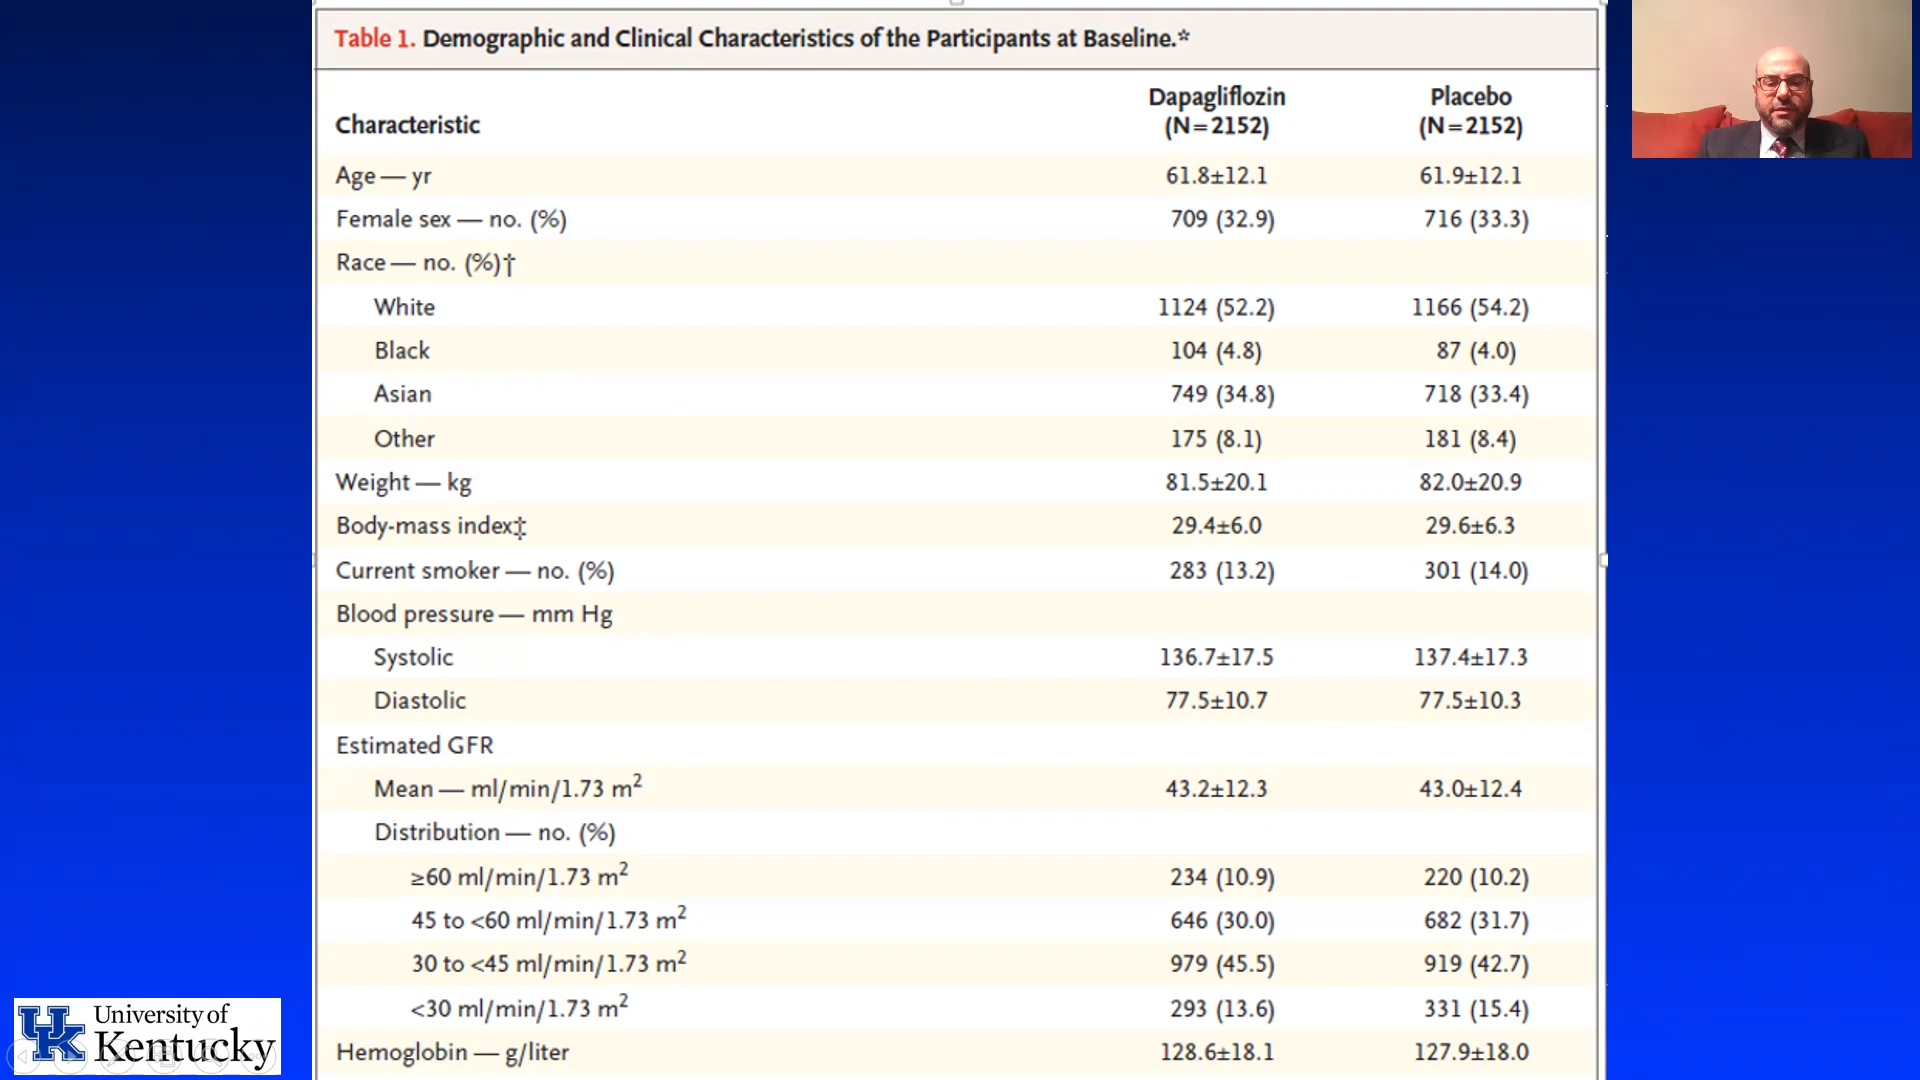 Table 1. Demographic and Clinical Characteristics of the Participants at Baseline.*
Characteristic Dapagliflozin (N=2152) Placebo (N=2152)
Age — yr 61.8±12.1 61.9±12.1
Female sex — no. (%) 709 (32.9) 716 (33.3)
Race — no. (%)†
White 1124 (52.2) 1166 (54.2)
Black 104 (4.8) 87 (4.0)
Asian 749 (34.8) 718 (33.4)
Other 175 (8.1) 181 (8.4)
Weight — kg 81.5±20.1 82.0±20.9
Body-mass index‡ 29.4±6.0 29.6±6.3
Current smoker — no. (%) 283 (13.2) 301 (14.0)
Blood pressure — mm Hg
Systolic 136.7±17.5 137.4±17.3
Diastolic 77.5±10.7 77.5±10.3
Estimated GFR
Mean — ml/min/1.73 m² 43.2±12.3 43.0±12.4
Distribution — no. (%)
≥60 ml/min/1.73 m² 234 (10.9) 220 (10.2)
45 to <60 ml/min/1.73 m² 646 (30.0) 682 (31.7)
30 to <45 ml/min/1.73 m² 979 (45.5) 919 (42.7)
<30 ml/min/1.73 m² 293 (13.6) 331 (15.4)
Hemoglobin — g/liter 128.6±18.1 127.9±18.0
UK University of
Kentucky